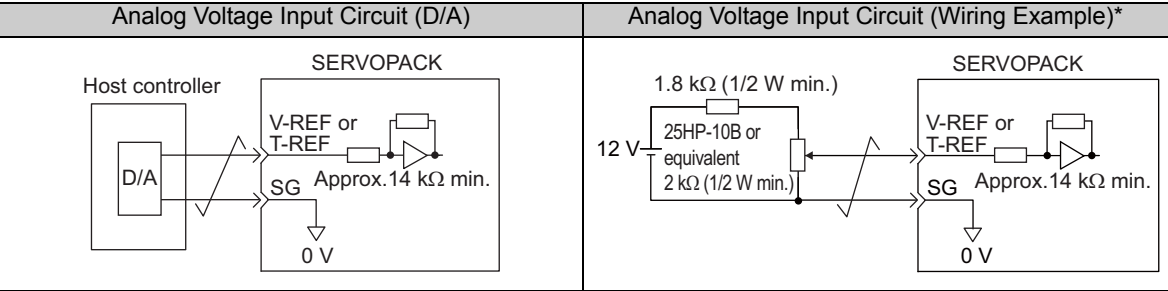 Analog Voltage Input Circuit (D/A)
Analog Voltage Input Circuit (Wiring Example)*
SERVOPACK
Host controller
V-REF or
T-REF
D/A
Approx.14 kΩ min.
SG
0 V
SERVOPACK
1.8 kΩ (1/2 W min.)
V-REF or
T-REF
12 V
25HP-10B or
equivalent
2 kΩ (1/2 W min.)
Approx.14 kΩ min.
SG
0 V